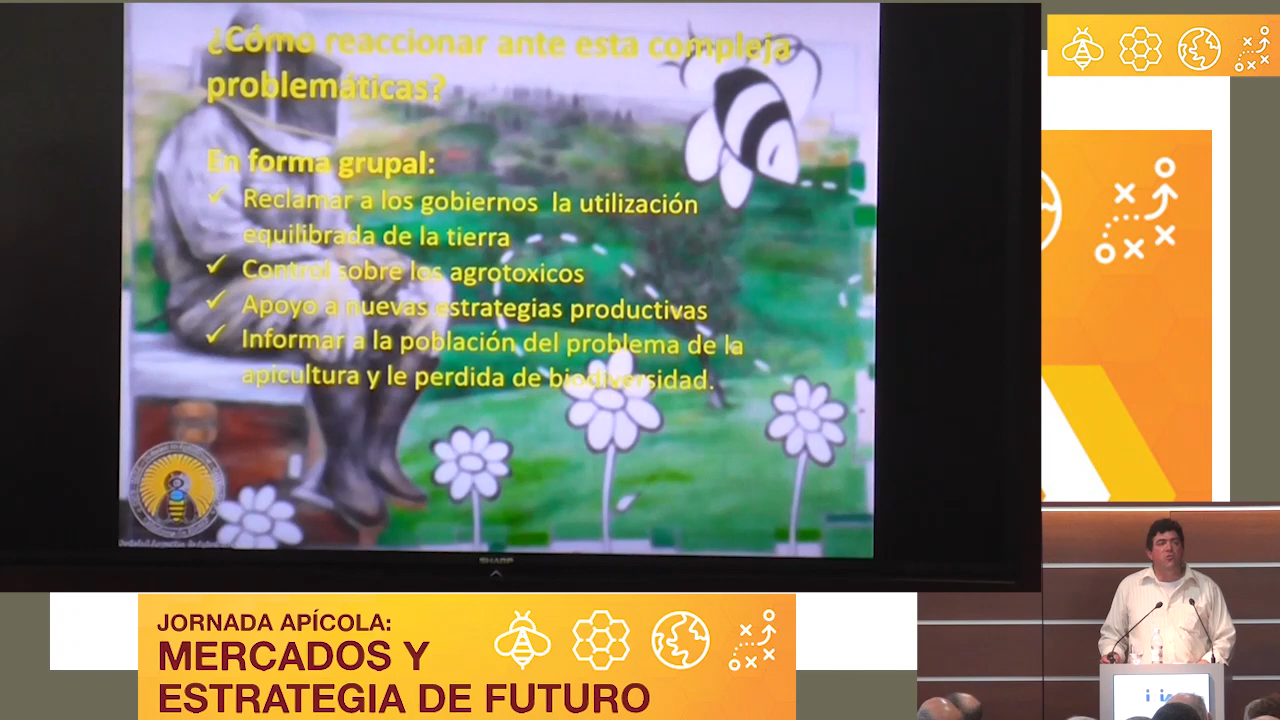 ¿Cómo reaccionar ante esta compleja
problemáticas?
En forma grupal:
Reclamar a los gobiernos la utilización
equilibrada de la tierra
Control sobre los agrotoxicos
Apoyo a nuevas estrategias productivas
Informar a la población del problema de la
apicultura y le perdida de biodiversidad.
SHARP
JORNADA APÍCOLA:
MERCADOS Y
ESTRATEGIA DE FUTURO